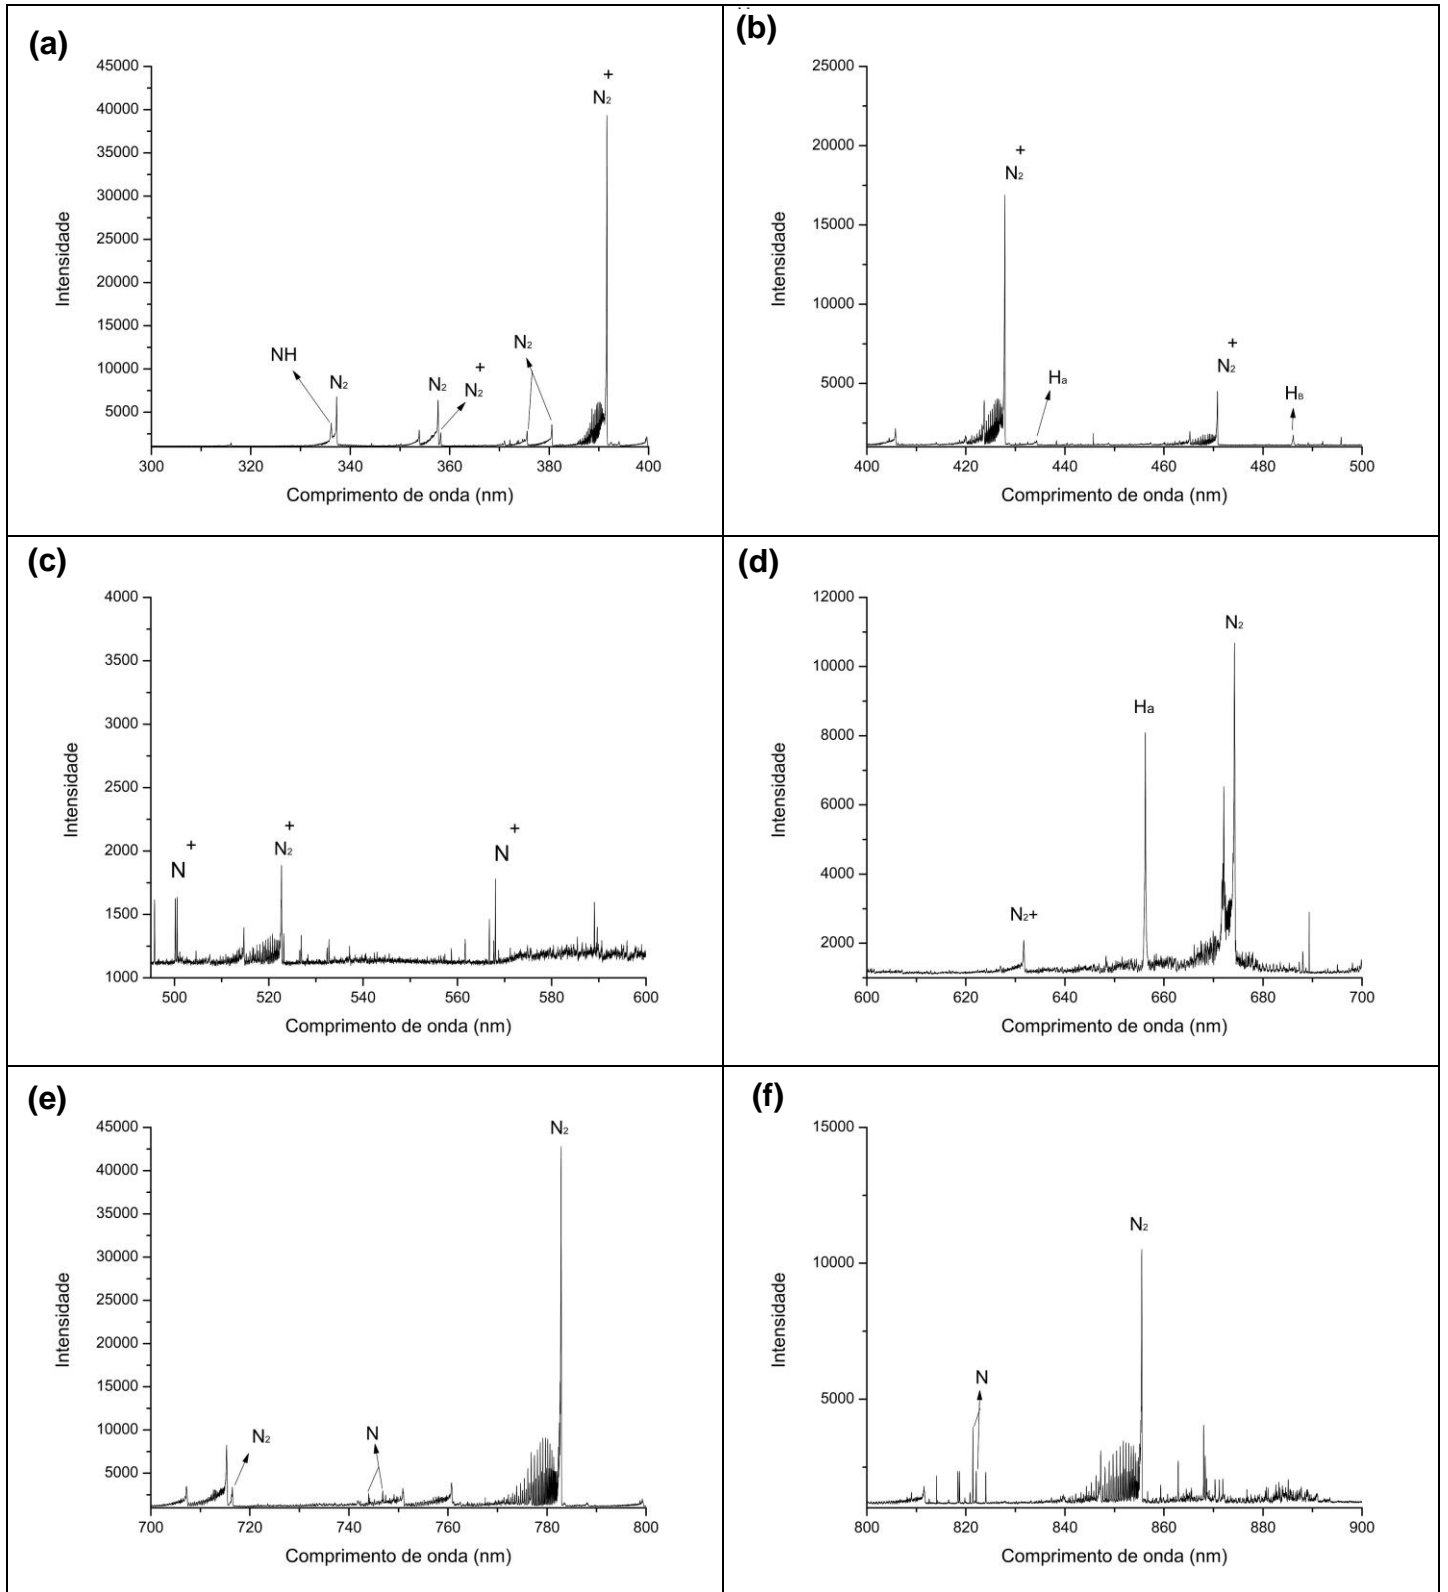 (a)
45000
40000
35000
30000
25000
20000
15000
10000
5000
Intensidade
+
N₂
NH
N₂
N₂
+
N₂
N₂
300 320 340 360 380 400
Comprimento de onda (nm)
(b)
25000
20000
15000
10000
5000
Intensidade
+
N₂
Ha
+
N₂
HB
400 420 440 460 480 500
Comprimento de onda (nm)
(c)
4000
3500
3000
2500
2000
1500
1000
Intensidade
+
N
+
N₂
+
N
500 520 540 560 580 600
Comprimento de onda (nm)
(d)
12000
10000
8000
6000
4000
2000
Intensidade
N₂
Ha
N₂+
600 620 640 660 680 700
Comprimento de onda (nm)
(e)
45000
40000
35000
30000
25000
20000
15000
10000
5000
Intensidade
N₂
N₂
N
700 720 740 760 780 800
Comprimento de onda (nm)
(f)
15000
10000
5000
Intensidade
N₂
N
800 820 840 860 880 900
Comprimento de onda (nm)